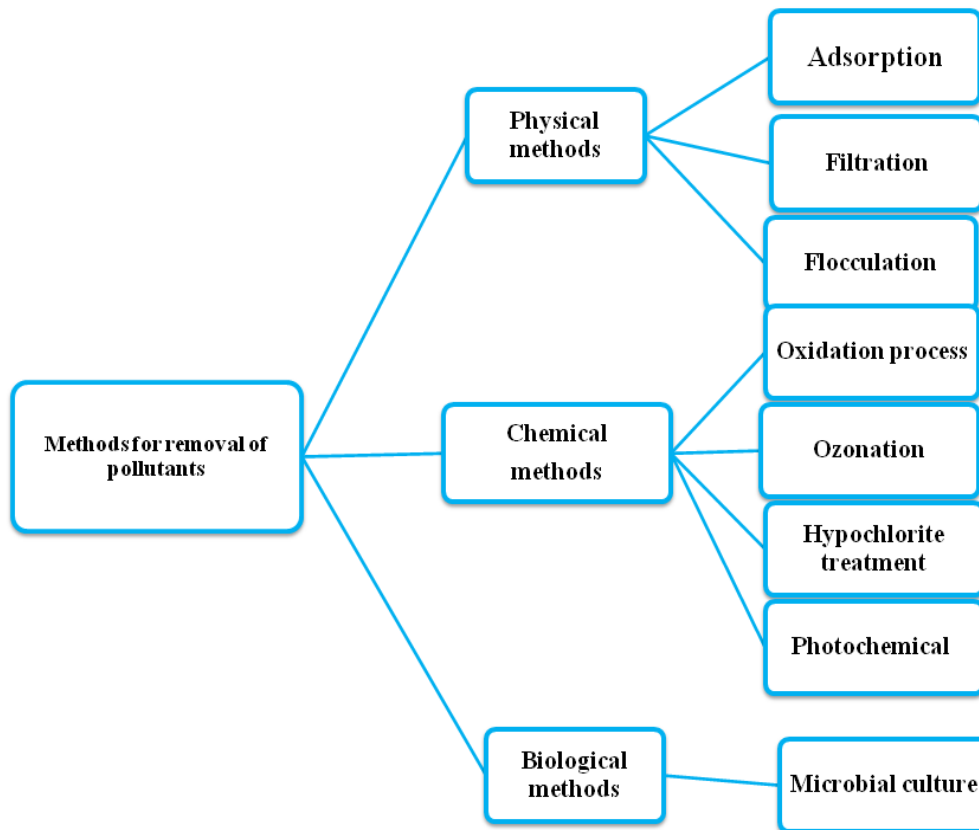 Adsorption
Physical
methods
Filtration
Flocculation
Oxidation process
Methods for removal of
pollutants
Chemical
methods
Ozonation
Hypochlorite
treatment
Photochemical
Biological
methods
Microbial culture